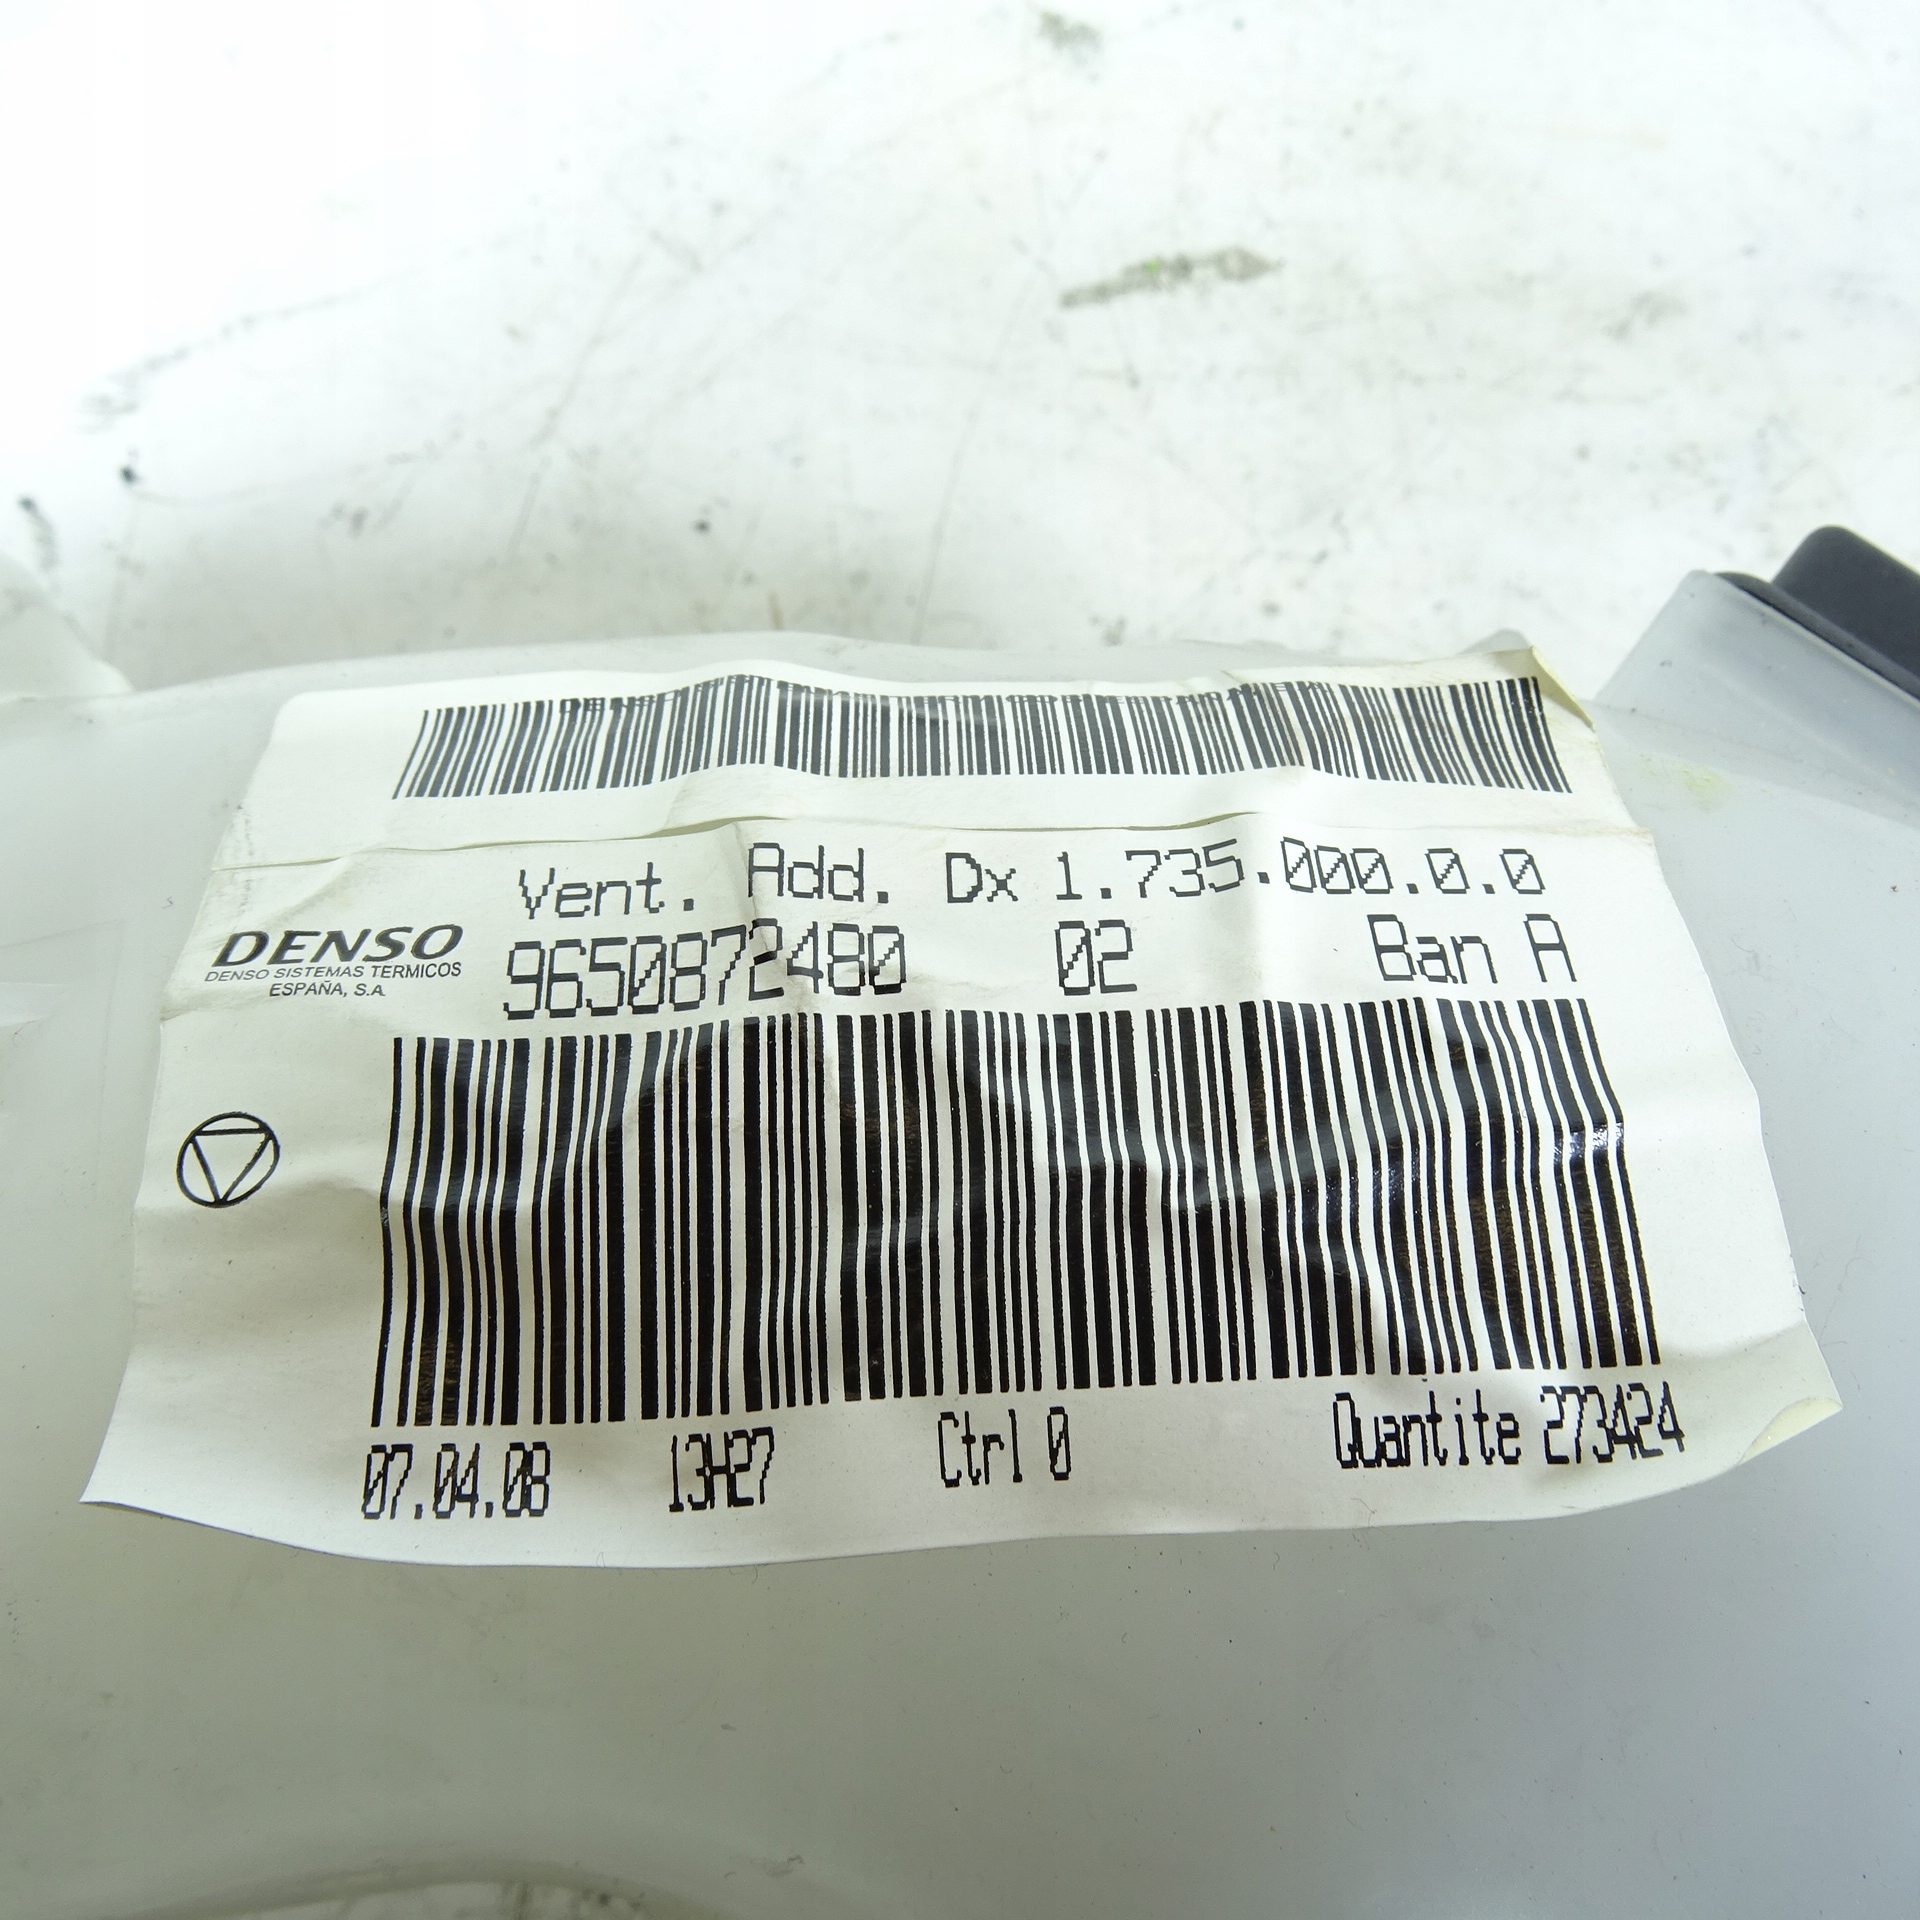 Vent. Add. Dx 1.735.000.0.0
DENSO
DENSO SISTEMAS TERMICOS
ESPAÑA, S.A.
9650872480 02 Ban A
07.04.08 13H27 Ctrl 0 Quantite 273424